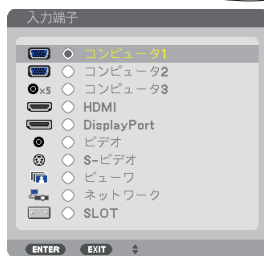 入力端子
コンピュータ1
コンピュータ2
×5 コンピュータ3
HDMI
DisplayPort
ビデオ
S-ビデオ
ビューワ
ネットワーク
SLOT
ENTER EXIT